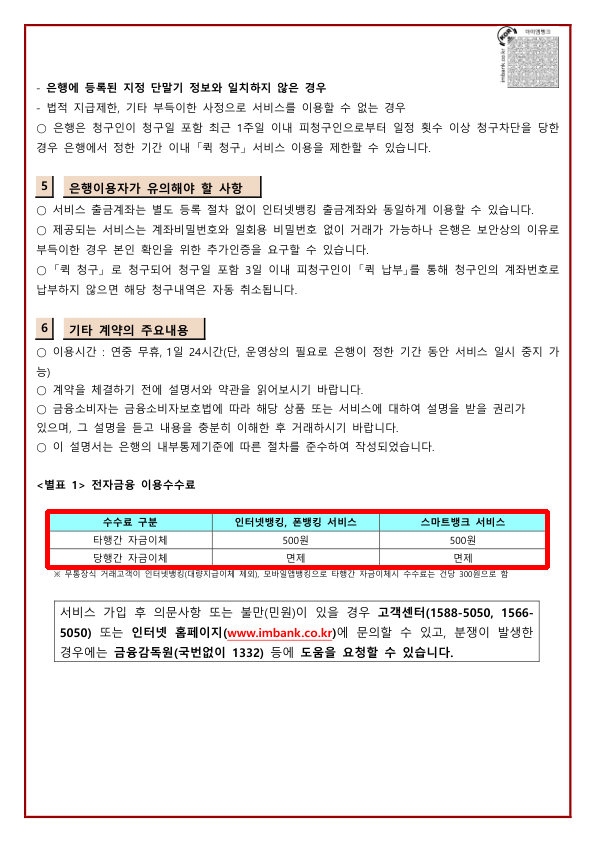 아이엠뱅크
imbank.co.kr
- 은행에 등록된 지정 단말기 정보와 일치하지 않은 경우
- 법적 지급제한, 기타 부득이한 사정으로 서비스를 이용할 수 없는 경우
○ 은행은 청구인이 청구일 포함 최근 1주일 이내 피청구인으로부터 일정 횟수 이상 청구차단을 당한
경우 은행에서 정한 기간 이내「퀵 청구」서비스 이용을 제한할 수 있습니다.
5 은행이용자가 유의해야 할 사항
○ 서비스 출금계좌는 별도 등록 절차 없이 인터넷뱅킹 출금계좌와 동일하게 이용할 수 있습니다.
○ 제공되는 서비스는 계좌비밀번호와 일회용 비밀번호 없이 거래가 가능하나 은행은 보안상의 이유로
부득이한 경우 본인 확인을 위한 추가인증을 요구할 수 있습니다.
○「퀵 청구」로 청구되어 청구일 포함 3일 이내 피청구인이「퀵 납부」를 통해 청구인의 계좌번호로
납부하지 않으면 해당 청구내역은 자동 취소됩니다.
6 기타 계약의 주요내용
○ 이용시간 : 연중 무휴, 1일 24시간(단, 운영상의 필요로 은행이 정한 기간 동안 서비스 일시 중지 가
능)
○ 계약을 체결하기 전에 설명서와 약관을 읽어보시기 바랍니다.
○ 금융소비자는 금융소비자보호법에 따라 해당 상품 또는 서비스에 대하여 설명을 받을 권리가
있으며, 그 설명을 듣고 내용을 충분히 이해한 후 거래하시기 바랍니다.
○ 이 설명서는 은행의 내부통제기준에 따른 절차를 준수하여 작성되었습니다.
<별표 1> 전자금융 이용수수료
수수료 구분 인터넷뱅킹, 폰뱅킹 서비스 스마트뱅크 서비스
타행간 자금이체 500원 500원
당행간 자금이체 면제 면제
※ 무통장식 거래고객이 인터넷뱅킹(대량지급이체 제외), 모바일앱뱅킹으로 타행간 자금이체시 수수료는 건당 300원으로 함
서비스 가입 후 의문사항 또는 불만(민원)이 있을 경우 고객센터(1588-5050, 1566-
5050) 또는 인터넷 홈페이지(www.imbank.co.kr)에 문의할 수 있고, 분쟁이 발생한
경우에는 금융감독원(국번없이 1332) 등에 도움을 요청할 수 있습니다.